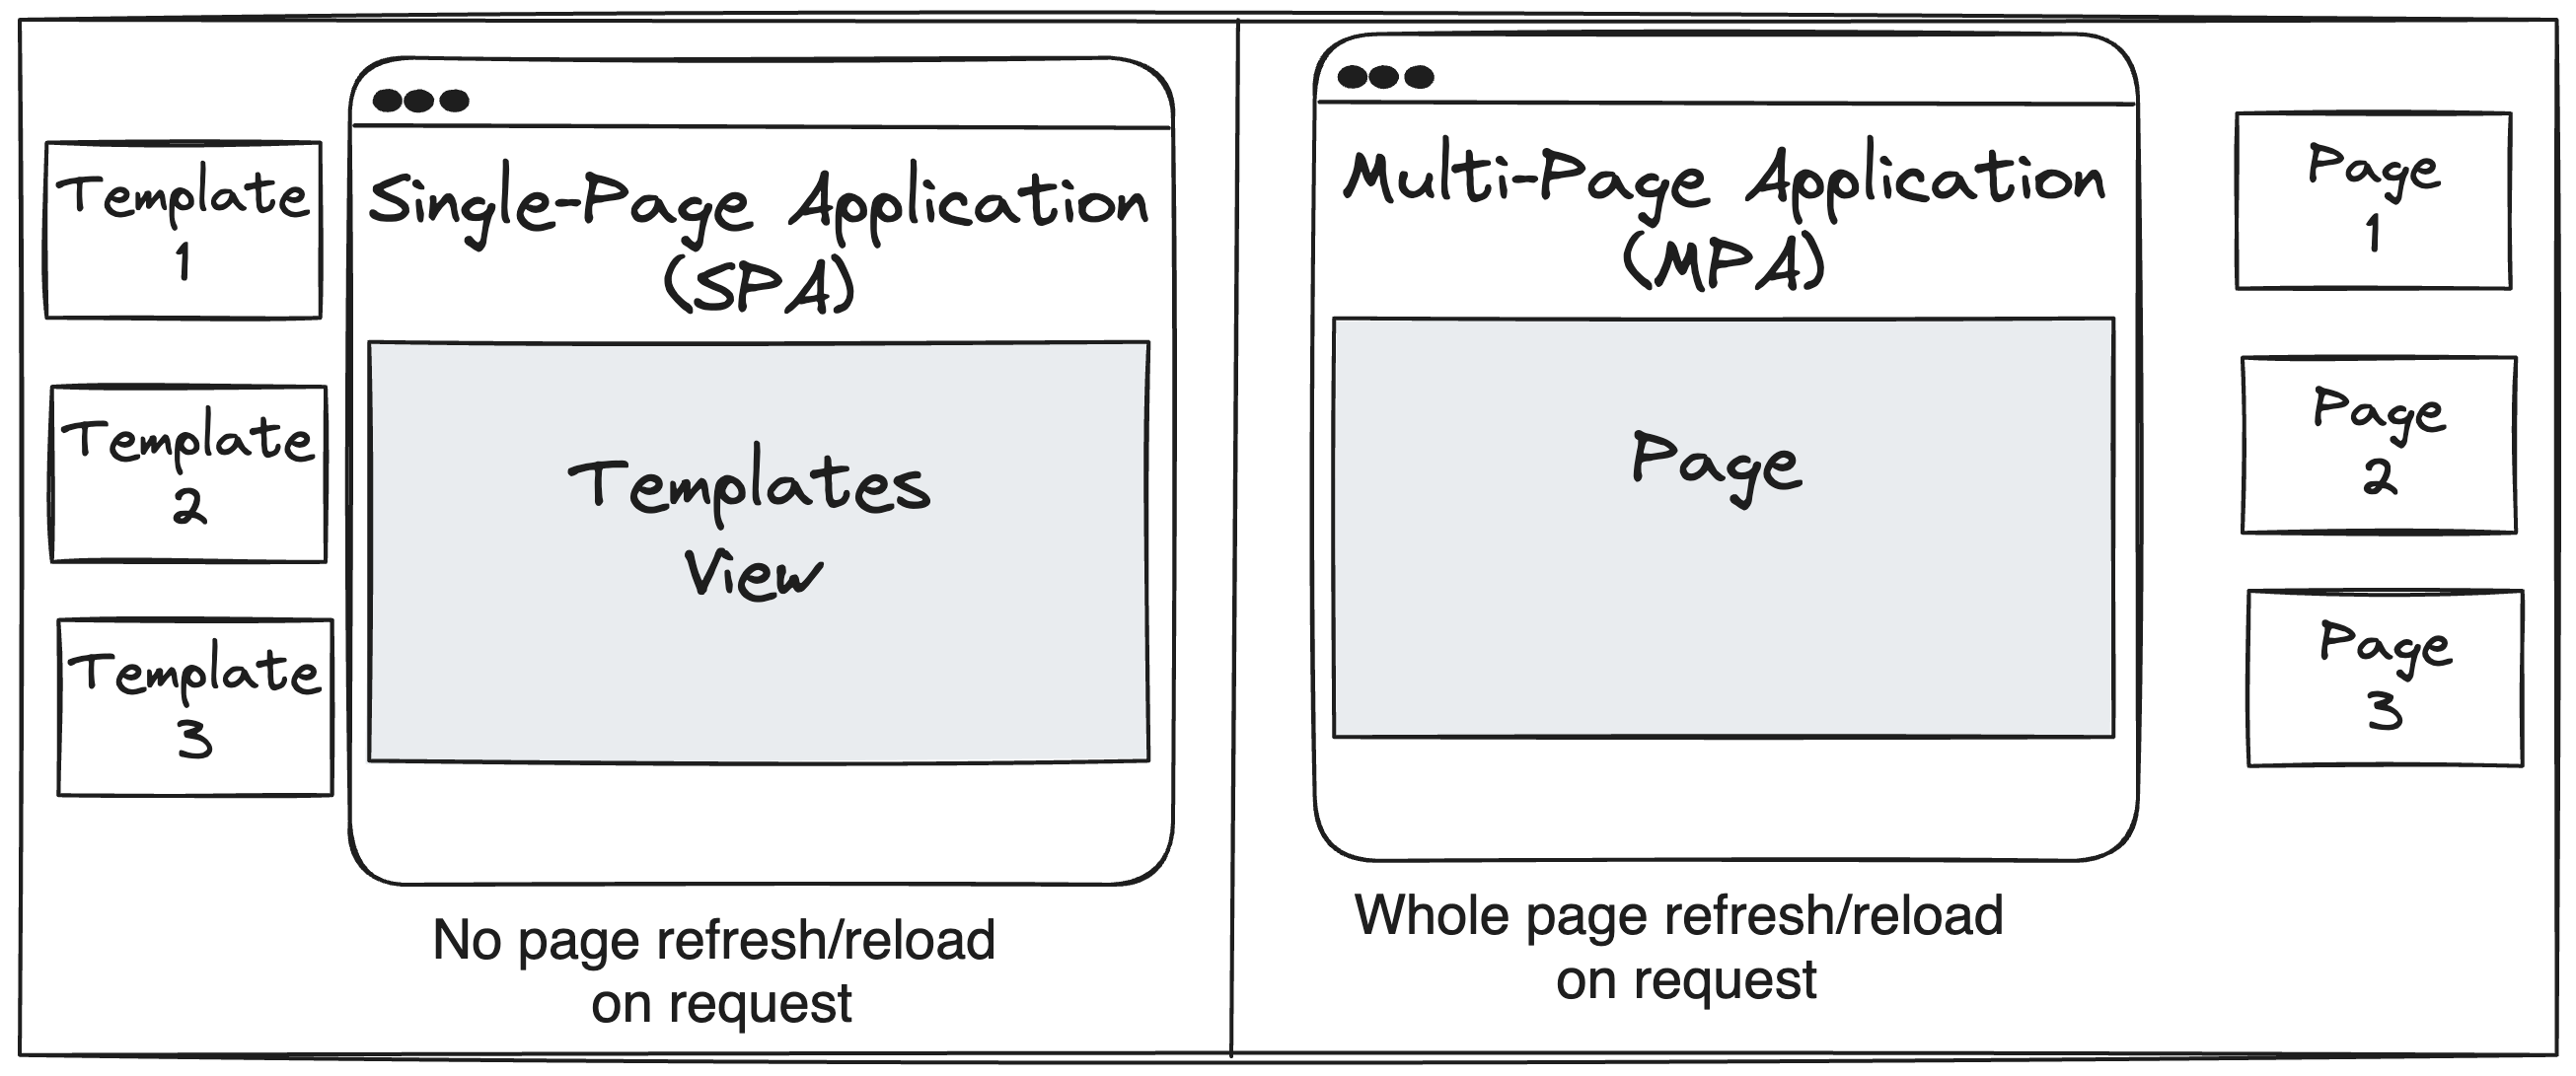 Template
1
Template
2
Template
3
Single-Page Application
(SPA)
Templates
View
No page refresh/reload
on request
Multi-Page Application
(MPA)
Page
Whole page refresh/reload
on request
Page
1
Page
2
Page
3